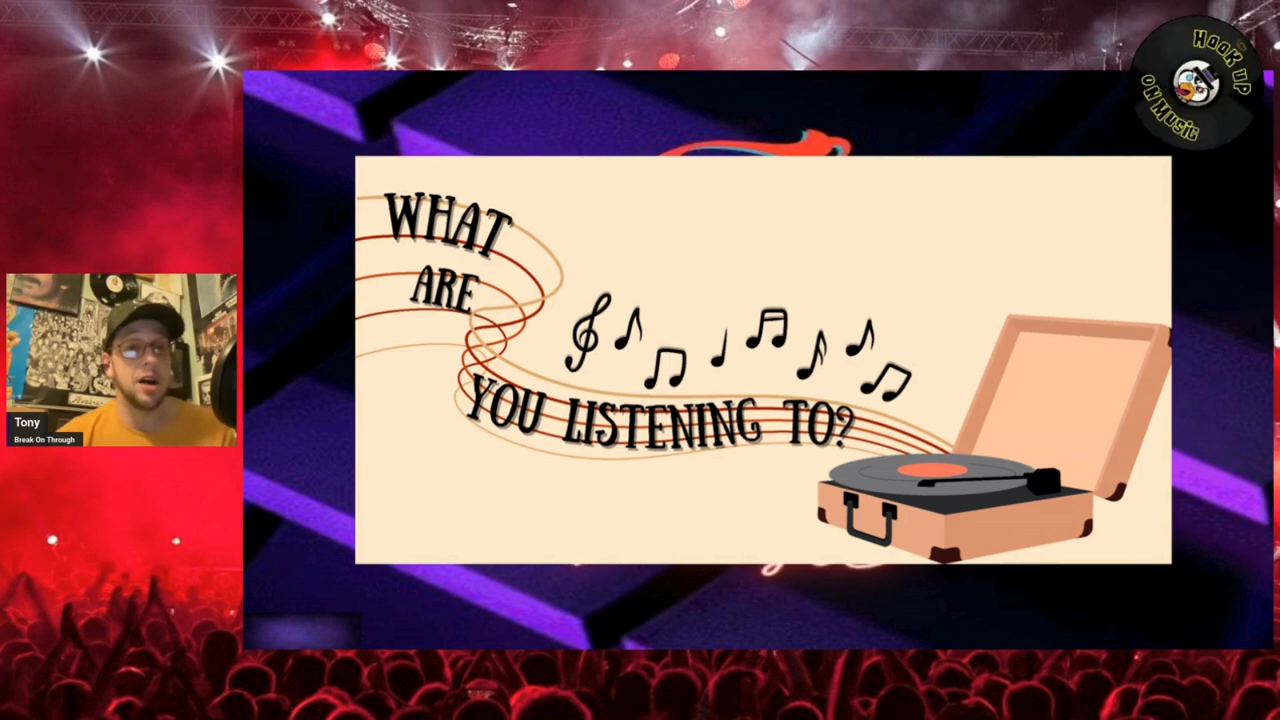 HOOK UP
ON MUSIC
WHAT
ARE
YOU LISTENING TO?
Tony
Break On Through